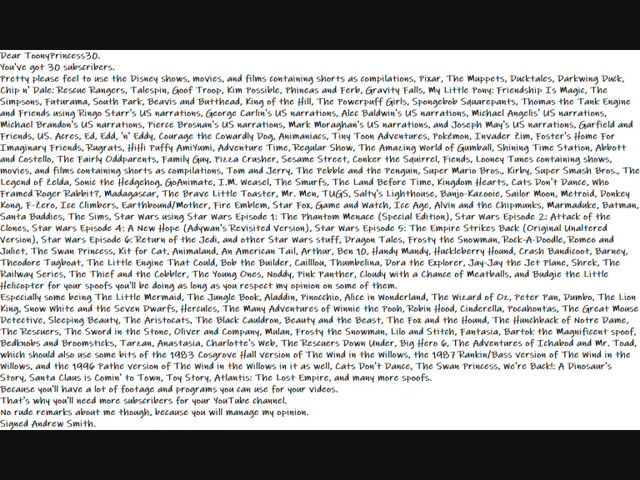 Dear ToonyPrincess30.
You've got 30 subscribers.
Pretty please feel to use the Disney shows, movies, and films containing shorts as compilations, Pixar, The Muppets, Ducktales, Darkwing Duck,
Chip n' Dale: Rescue Rangers, Talespin, Goof Troop, Kim Possible, Phineas and Ferb, Gravity Falls, My Little Pony: Friendship Is Magic, The
Simpsons, Futurama, South Park, Beavis and Butthead, King of the Hill, The Powerpuff Girls, Spongebob Squarepants, Thomas the Tank Engine
and Friends using Ringo Starr's US narrations, George Carlin's US narrations, Alec Baldwin's US narrations, Michael Angelis' US narrations,
Michael Brandon's US narrations, Pierce Brosnan's US narrations, Mark Moraghan's US narrations, and Joseph May's US narrations, Garfield and
Friends, US. Acres, Ed, Edd, 'n' Eddy, Courage the Cowardly Dog, Animaniacs, Tiny Toon Adventures, Pokémon, Invader Zim, Foster's Home For
Imaginary Friends, Rugrats, HiHi Puffy AmiYumi, Adventure Time, Regular Show, The Amazing World of Gumball, Shining Time Station, Abbott
and Costello, The Fairly Oddparents, Family Guy, Pizza Crusher, Sesame Street, Conker the Squirrel, Fiends, Looney Tunes containing shows,
movies, and films containing shorts as compilations, Tom and Jerry, The Pebble and the Penguin, Super Mario Bros., Kirby, Super Smash Bros., The
Legend of Zelda, Sonic the Hedgehog, GoAnimate, I.M. Weasel, The Smurfs, The Land Before Time, Kingdom Hearts, Cats Don't Dance, Who
Framed Roger Rabbit?, Madagascar, The Brave Little Toaster, Mr. Men, TUGS, Salty's Lighthouse, Banjo-Kazooie, Sailor Moon, Metroid, Donkey
Kong, F-Zero, Ice Climbers, Earthbound/Mother, Fire Emblem, Star Fox, Game and Watch, Ice Age, Alvin and the Chipmunks, Marmaduke, Batman,
Santa Buddies, The Sims, Star Wars using Star Wars Episode 1: The Phantom Menace (Special Edition), Star Wars Episode 2: Attack of the
Clones, Star Wars Episode 4: A New Hope (Adywan's Revisited Version), Star Wars Episode 5: The Empire Strikes Back (Original Unaltered
Version), Star Wars Episode 6: Return of the Jedi, and other Star Wars stuff, Dragon Tales, Frosty the Snowman, Rock-A-Doodle, Romeo and
Juliet, The Swan Princess, Kit for Cat, Animaland, An American Tail, Arthur, Ben 10, Handy Mandy, Huckleberry Hound, Crash Bandicoot, Barney,
Theodore Tugboat, The Little Engine That Could, Bob the Builder, Cailllou, Thumbelina, Dora the Explorer, Jay-Jay the Jet Plane, Shrek, The
Railway Series, The Thief and the Cobbler, The Young Ones, Noddy, Pink Panther, Cloudy with a Chance of Meatballs, and Budgie the Little
Helicopter for your spoofs you'll be doing as long as you respect my opinion on some of them.
Especially some being The Little Mermaid, The Jungle Book, Aladdin, Pinocchio, Alice in Wonderland, The Wizard of Oz, Peter Pan, Dumbo, The Lion
King, Snow White and the Seven Dwarfs, Hercules, The Many Adventures of Winnie the Pooh, Robin Hood, Cinderella, Pocahontas, The Great Mouse
Detective, Sleeping Beauty, The Aristocats, The Black Cauldron, Beauty and the Beast, The Fox and the Hound, The Hunchback of Notre Dame,
The Rescuers, The Sword in the Stone, Oliver and Company, Mulan, Frosty the Snowman, Lilo and Stitch, Fantasia, Bartok the Magnificent spoof,
Bedknobs and Broomsticks, Tarzan, Anastasia, Charlotte's Web, The Rescuers Down Under, Big Hero 6, The Adventures of Ichabod and Mr. Toad,
which should also use some bits of the 1983 Cosgrove Hall version of The Wind in the Willows, the 1987 Rankin/Bass version of The Wind in the
Willows, and the 1996 Pathe version of The Wind in the Willows in it as well, Cats Don't Dance, The Swan Princess, We're Back!: A Dinosaur's
Story, Santa Claus is Comin' to Town, Toy Story, Atlantis: The Lost Empire, and many more spoofs.
Because you'll have a lot of footage and programs you can use for your videos.
That's why you'll need more subscribers for your YouTube channel.
No rude remarks about me though, because you will manage my opinion.
Signed Andrew Smith.